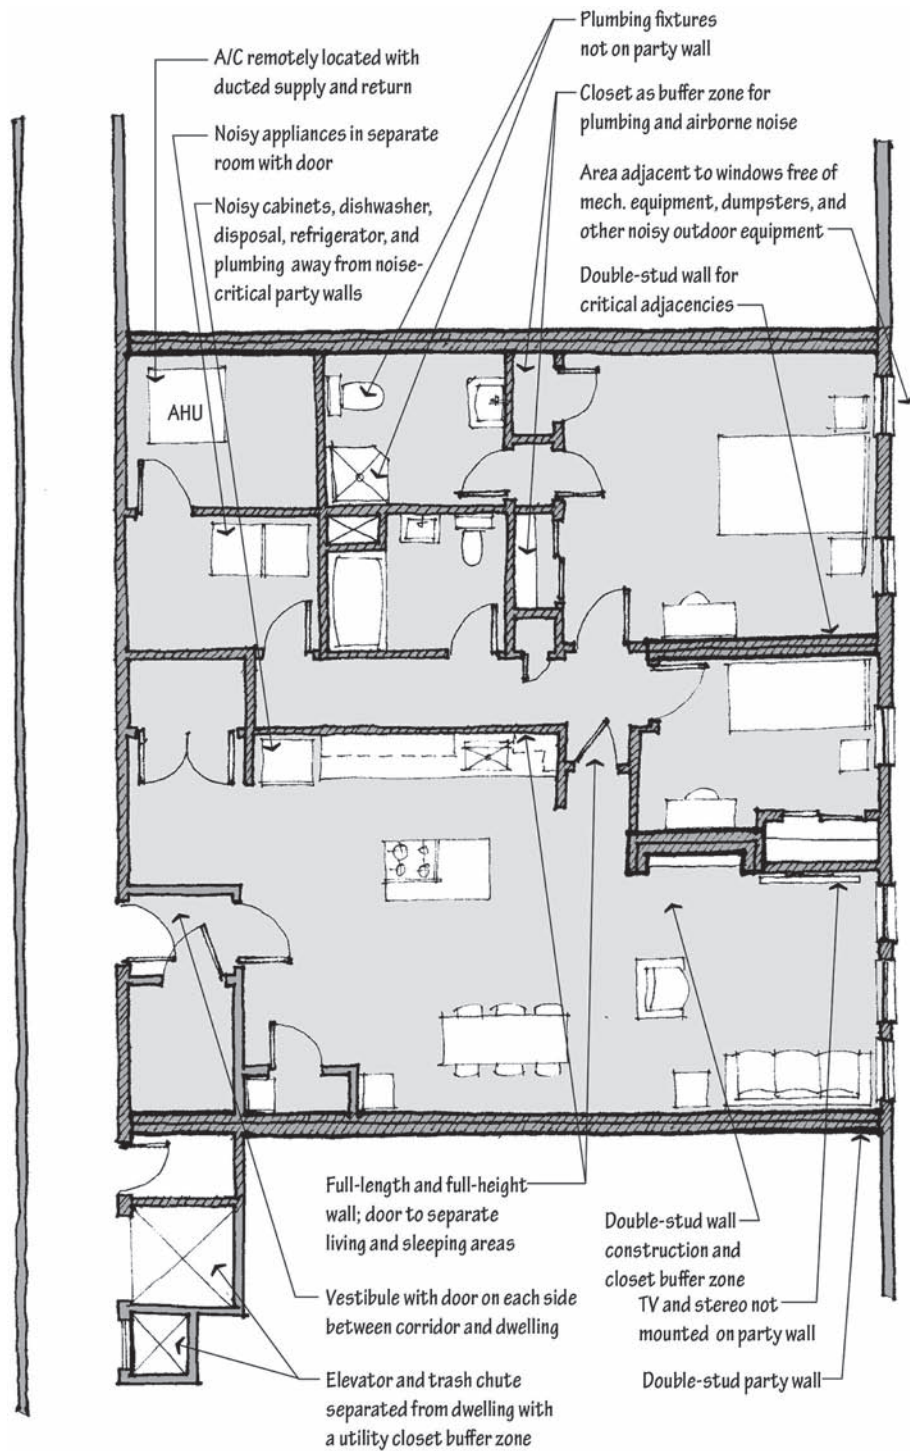 A/C remotely located with
ducted supply and return
Noisy appliances in separate
room with door
Noisy cabinets, dishwasher,
disposal, refrigerator, and
plumbing away from noise-
critical party walls
Plumbing fixtures
not on party wall
Closet as buffer zone for
plumbing and airborne noise
Area adjacent to windows free of
mech. equipment, dumpsters, and
other noisy outdoor equipment
Double-stud wall for
critical adjacencies
AHU
Full-length and full-height
wall; door to separate
living and sleeping areas
Vestibule with door on each side
between corridor and dwelling
Elevator and trash chute
separated from dwelling with
a utility closet buffer zone
Double-stud wall
construction and
closet buffer zone
TV and stereo not
mounted on party wall
Double-stud party wall